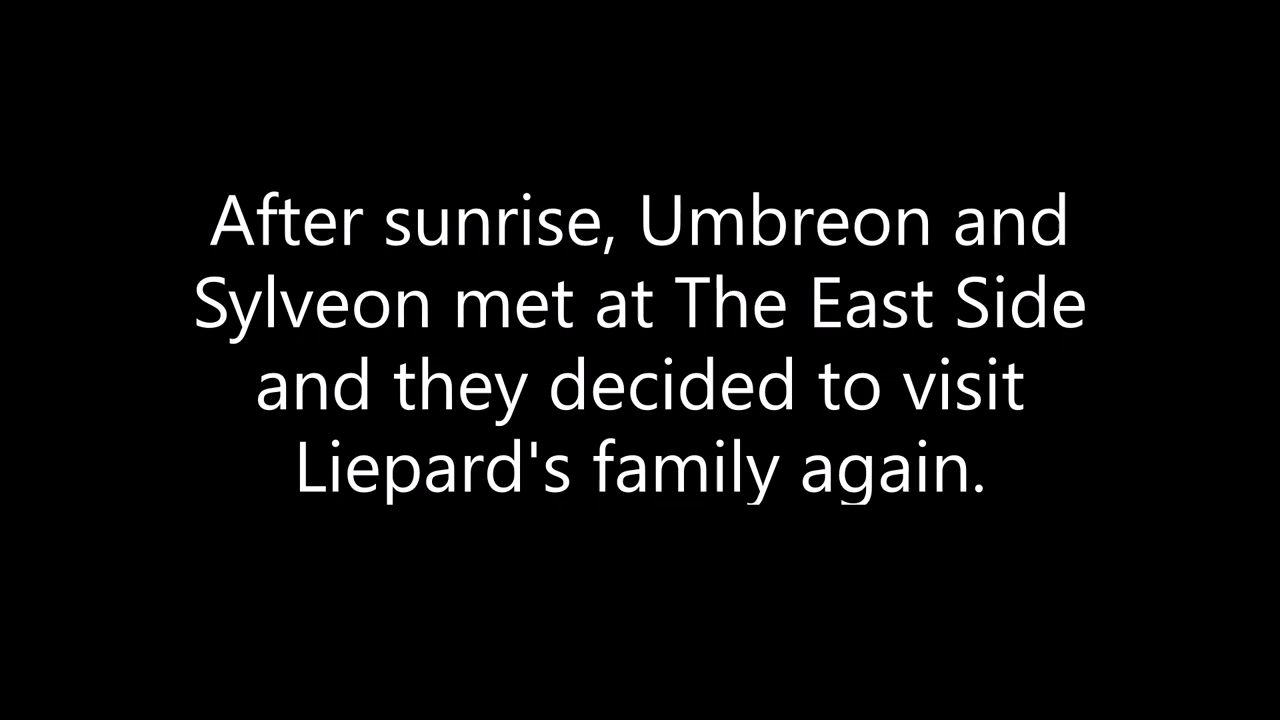 After sunrise, Umbreon and
Sylveon met at The East Side
and they decided to visit
Liepard's family again.